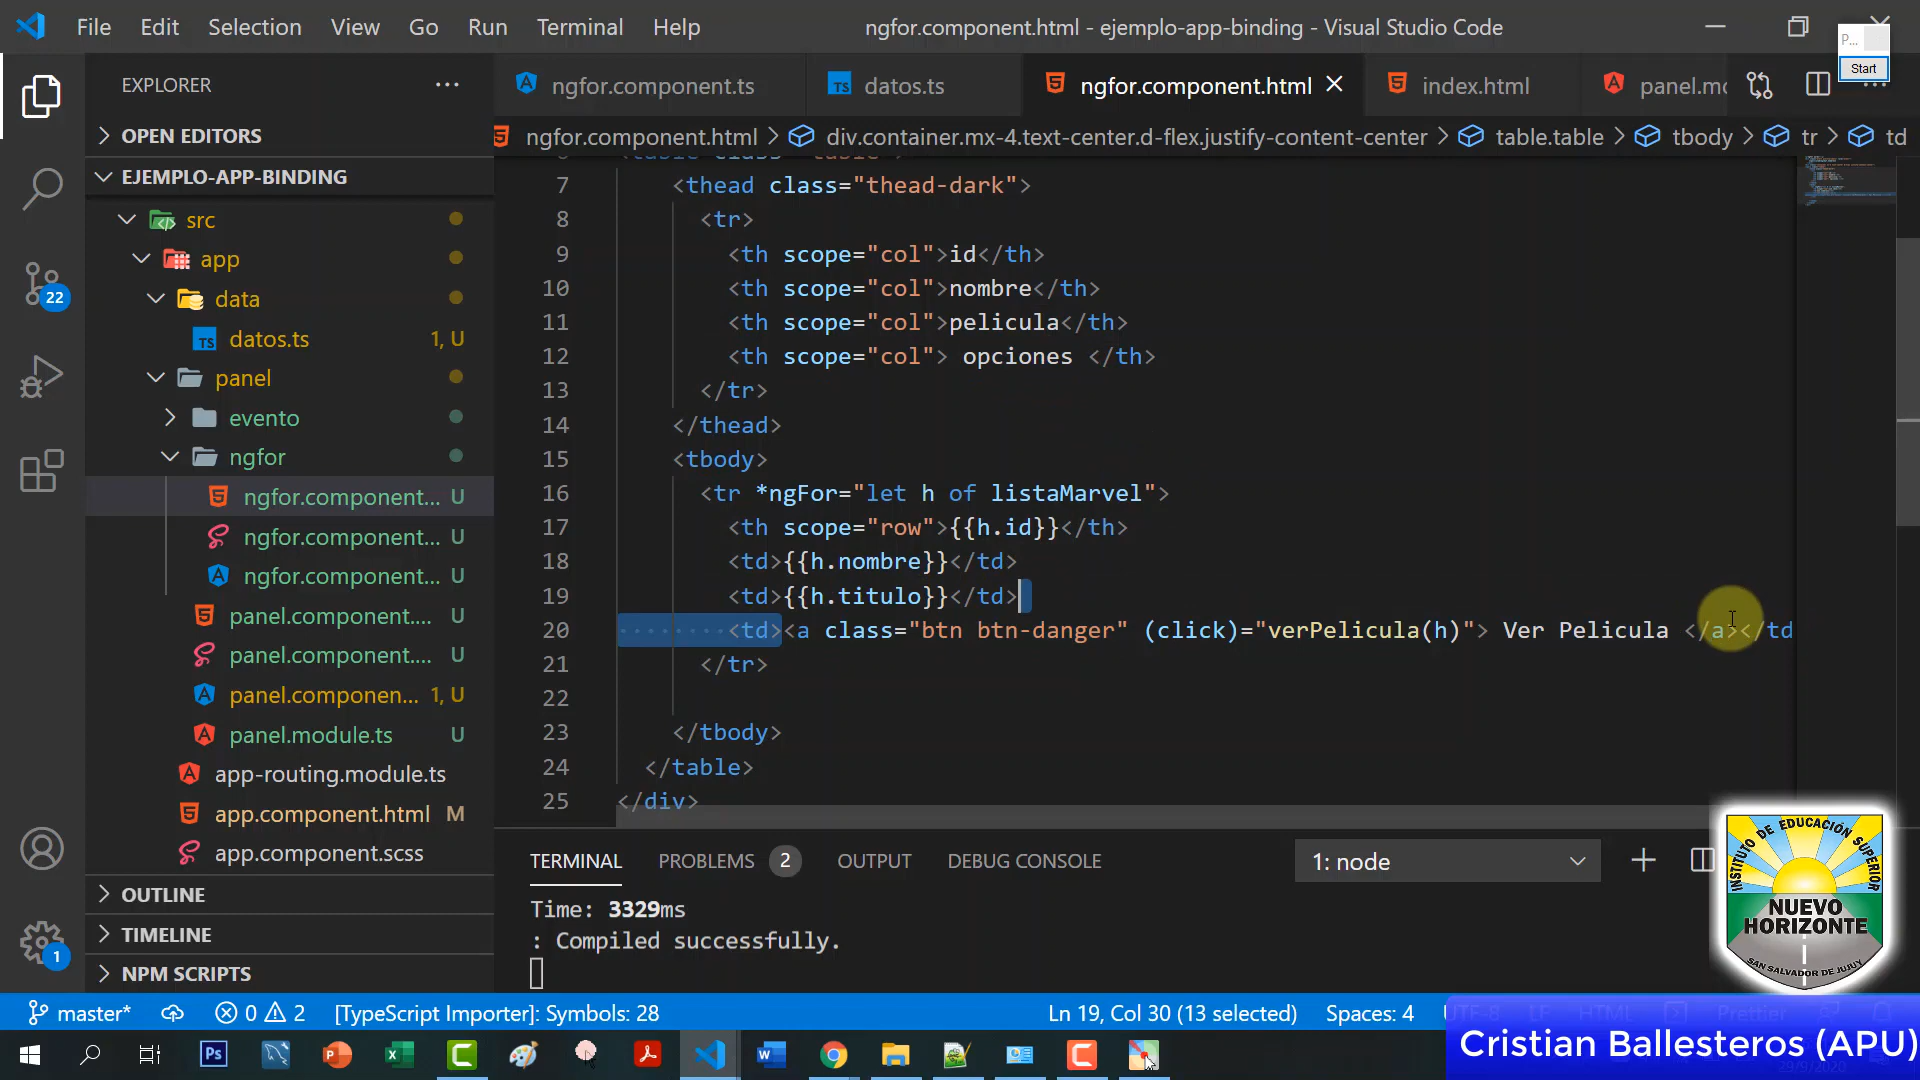 File Edit Selection View Go Run Terminal Help
ngfor.component.html - ejemplo-app-binding - Visual Studio Code
P...
Start
EXPLORER
ngfor.component.ts
datos.ts
ngfor.component.html
index.html
panel.mo
OPEN EDITORS
ngfor.component.html > div.container.mx-4.text-center.d-flex.justify-content-center > table.table > tbody > tr > td
EJEMPLO-APP-BINDING
src
app
data
datos.ts 1, U
panel
evento
ngfor
ngfor.component... U
ngfor.component... U
ngfor.component... U
panel.component... U
panel.component... U
panel.componen... 1, U
panel.module.ts U
app-routing.module.ts
app.component.html M
app.component.scss
OUTLINE
TIMELINE
NPM SCRIPTS
22
1
7 <thead class="thead-dark">
8 <tr>
9 <th scope="col">id</th>
10 <th scope="col">nombre</th>
11 <th scope="col">pelicula</th>
12 <th scope="col"> opciones </th>
13 </tr>
14 </thead>
15 <tbody>
16 <tr *ngFor="let h of listaMarvel">
17 <th scope="row">{{h.id}}</th>
18 <td>{{h.nombre}}</td>
19 <td>{{h.titulo}}</td>
20 <td><a class="btn btn-danger" (click)="verPelicula(h)"> Ver Pelicula </a></td
21 </tr>
22
23 </tbody>
24 </table>
25 </div>
TERMINAL PROBLEMS 2 OUTPUT DEBUG CONSOLE
1: node
Time: 3329ms
: Compiled successfully.
INSTITUTO DE EDUCACIÓN SUPERIOR
NUEVO
HORIZONTE
SAN SALVADOR DE JUJUY
master* 0 2 [TypeScript Importer]: Symbols: 28
Ln 19, Col 30 (13 selected) Spaces: 4 UTF-8 LF HTML Prettier
Cristian Ballesteros (APU)